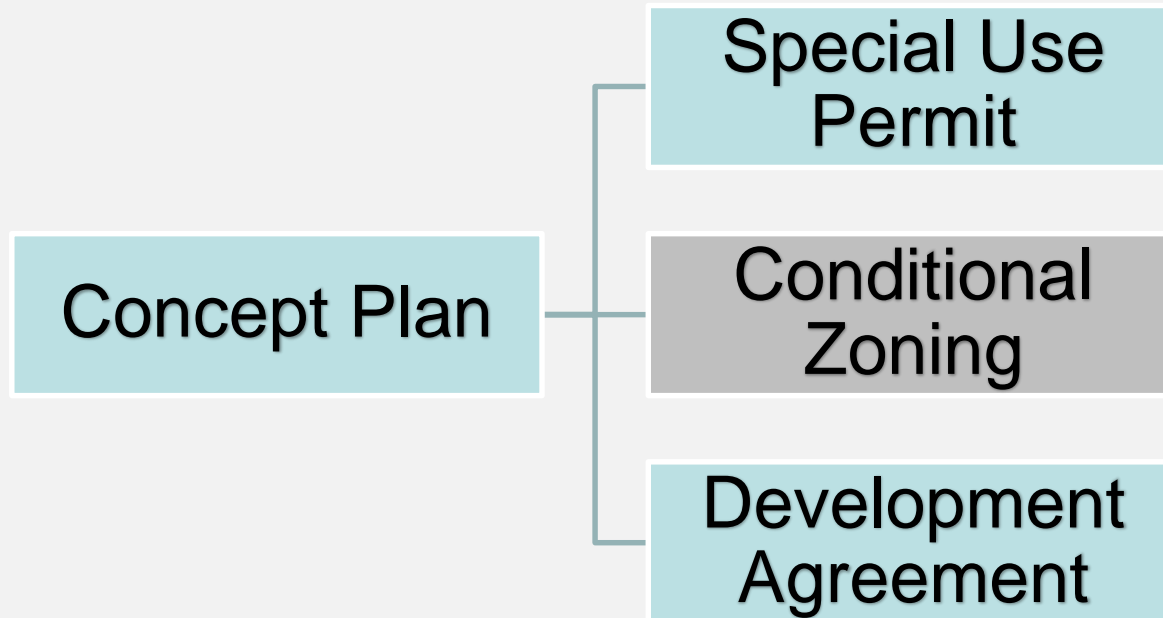 Special Use
Permit
Concept Plan
Conditional
Zoning
Development
Agreement